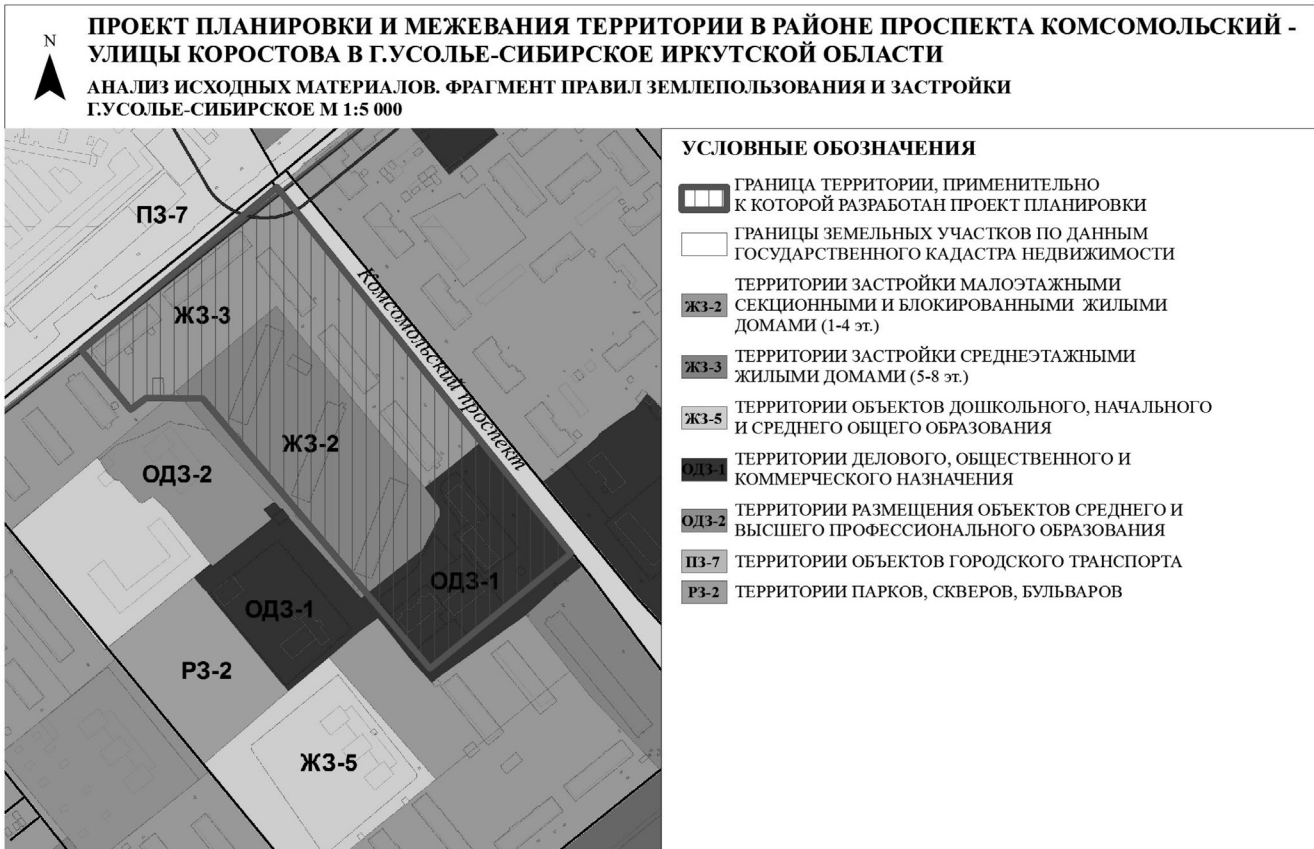 ПРОЕКТ ПЛАНИРОВКИ И МЕЖЕВАНИЯ ТЕРРИТОРИИ В РАЙОНЕ ПРОСПЕКТА КОМСОМОЛЬСКИЙ -
УЛИЦЫ КОРОСТОВА В Г.УСОЛЬЕ-СИБИРСКОЕ ИРКУТСКОЙ ОБЛАСТИ
N
АНАЛИЗ ИСХОДНЫХ МАТЕРИАЛОВ. ФРАГМЕНТ ПРАВИЛ ЗЕМЛЕПОЛЬЗОВАНИЯ И ЗАСТРОЙКИ
Г.УСОЛЬЕ-СИБИРСКОЕ М 1:5 000
ПЗ-7
ЖЗ-3
Комсомольский проспект
ЖЗ-2
ОДЗ-2
ОДЗ-1
ОДЗ-1
РЗ-2
ЖЗ-5
УСЛОВНЫЕ ОБОЗНАЧЕНИЯ
ГРАНИЦА ТЕРРИТОРИИ, ПРИМЕНИТЕЛЬНО
К КОТОРОЙ РАЗРАБОТАН ПРОЕКТ ПЛАНИРОВКИ
ГРАНИЦЫ ЗЕМЕЛЬНЫХ УЧАСТКОВ ПО ДАННЫМ
ГОСУДАРСТВЕННОГО КАДАСТРА НЕДВИЖИМОСТИ
ТЕРРИТОРИИ ЗАСТРОЙКИ МАЛОЭТАЖНЫМИ
ЖЗ-2 СЕКЦИОННЫМИ И БЛОКИРОВАННЫМИ ЖИЛЫМИ
ДОМАМИ (1-4 эт.)
ЖЗ-3 ТЕРРИТОРИИ ЗАСТРОЙКИ СРЕДНЕЭТАЖНЫМИ
ЖИЛЫМИ ДОМАМИ (5-8 эт.)
ЖЗ-5 ТЕРРИТОРИИ ОБЪЕКТОВ ДОШКОЛЬНОГО, НАЧАЛЬНОГО
И СРЕДНЕГО ОБЩЕГО ОБРАЗОВАНИЯ
ОДЗ-1 ТЕРРИТОРИИ ДЕЛОВОГО, ОБЩЕСТВЕННОГО И
КОММЕРЧЕСКОГО НАЗНАЧЕНИЯ
ОДЗ-2 ТЕРРИТОРИИ РАЗМЕЩЕНИЯ ОБЪЕКТОВ СРЕДНЕГО И
ВЫСШЕГО ПРОФЕССИОНАЛЬНОГО ОБРАЗОВАНИЯ
ПЗ-7 ТЕРРИТОРИИ ОБЪЕКТОВ ГОРОДСКОГО ТРАНСПОРТА
РЗ-2 ТЕРРИТОРИИ ПАРКОВ, СКВЕРОВ, БУЛЬВАРОВ